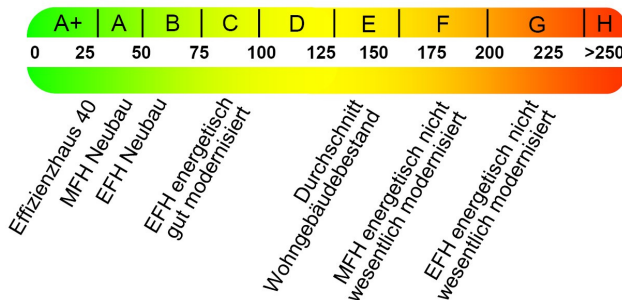 A+ A B C D E F G H
0 25 50 75 100 125 150 175 200 225 >250
Effizienzhaus 40
MFH Neubau
EFH Neubau
EFH energetisch
gut modernisiert
Durchschnitt
Wohngebäudebestand
MFH energetisch nicht
wesentlich modernisiert
EFH energetisch nicht
wesentlich modernisiert